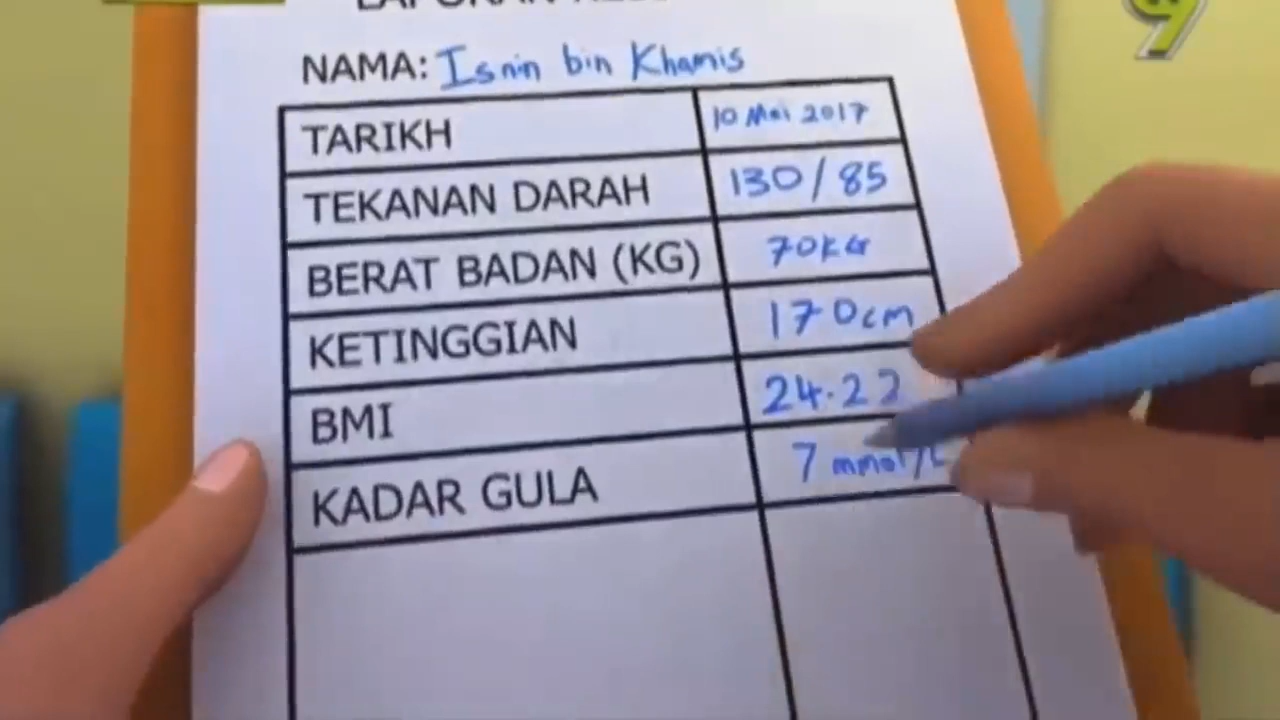 NAMA: Isnin bin Khamis
TARIKH 10 Mei 2017
TEKANAN DARAH 130/85
BERAT BADAN (KG) 70KG
KETINGGIAN 170cm
BMI 24.22
KADAR GULA 7 mmol/L
9